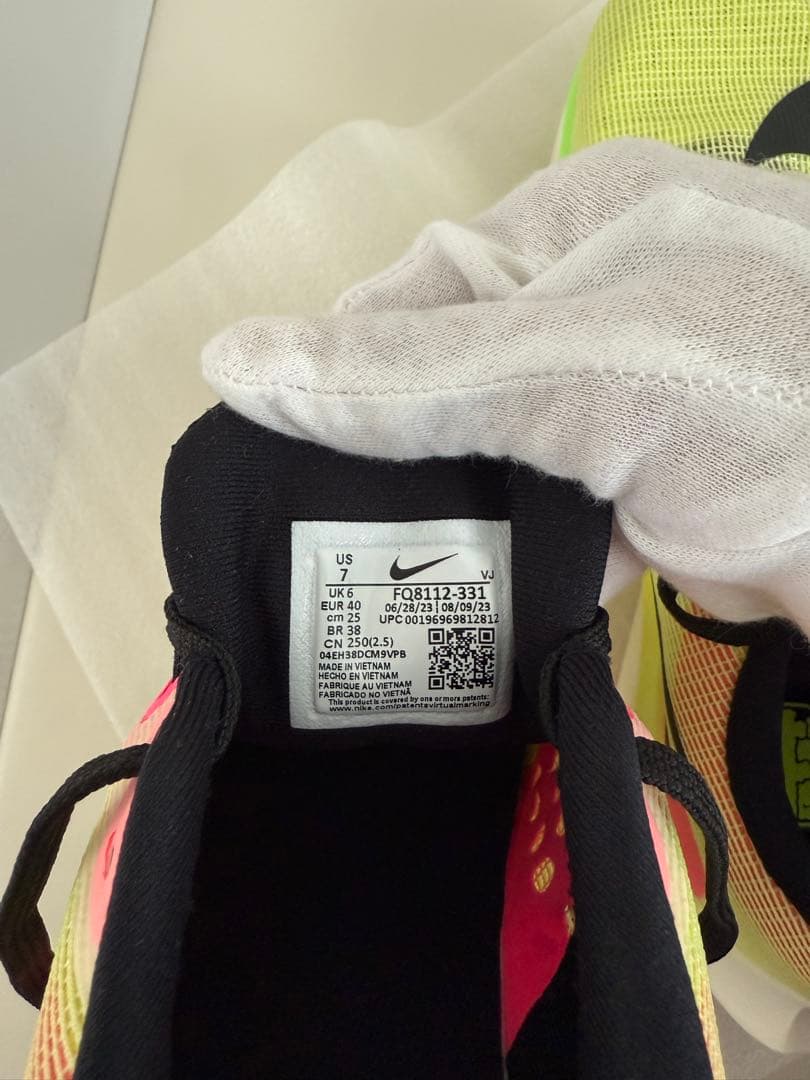 US
7
VJ
UK 6
FQ8112-331
EUR 40
06/28/23 | 08/09/23
cm 25
UPC 00196969812812
BR 38
CN 250(2.5)
04EH38DCM9VPB
MADE IN VIETNAM
HECHO EN VIETNAM
FABRIQUE AU VIETNAM
FABRICADO NO VIETNÃ
This product is covered by one or more patents:
www.nike.com/patentsvirtualmarking